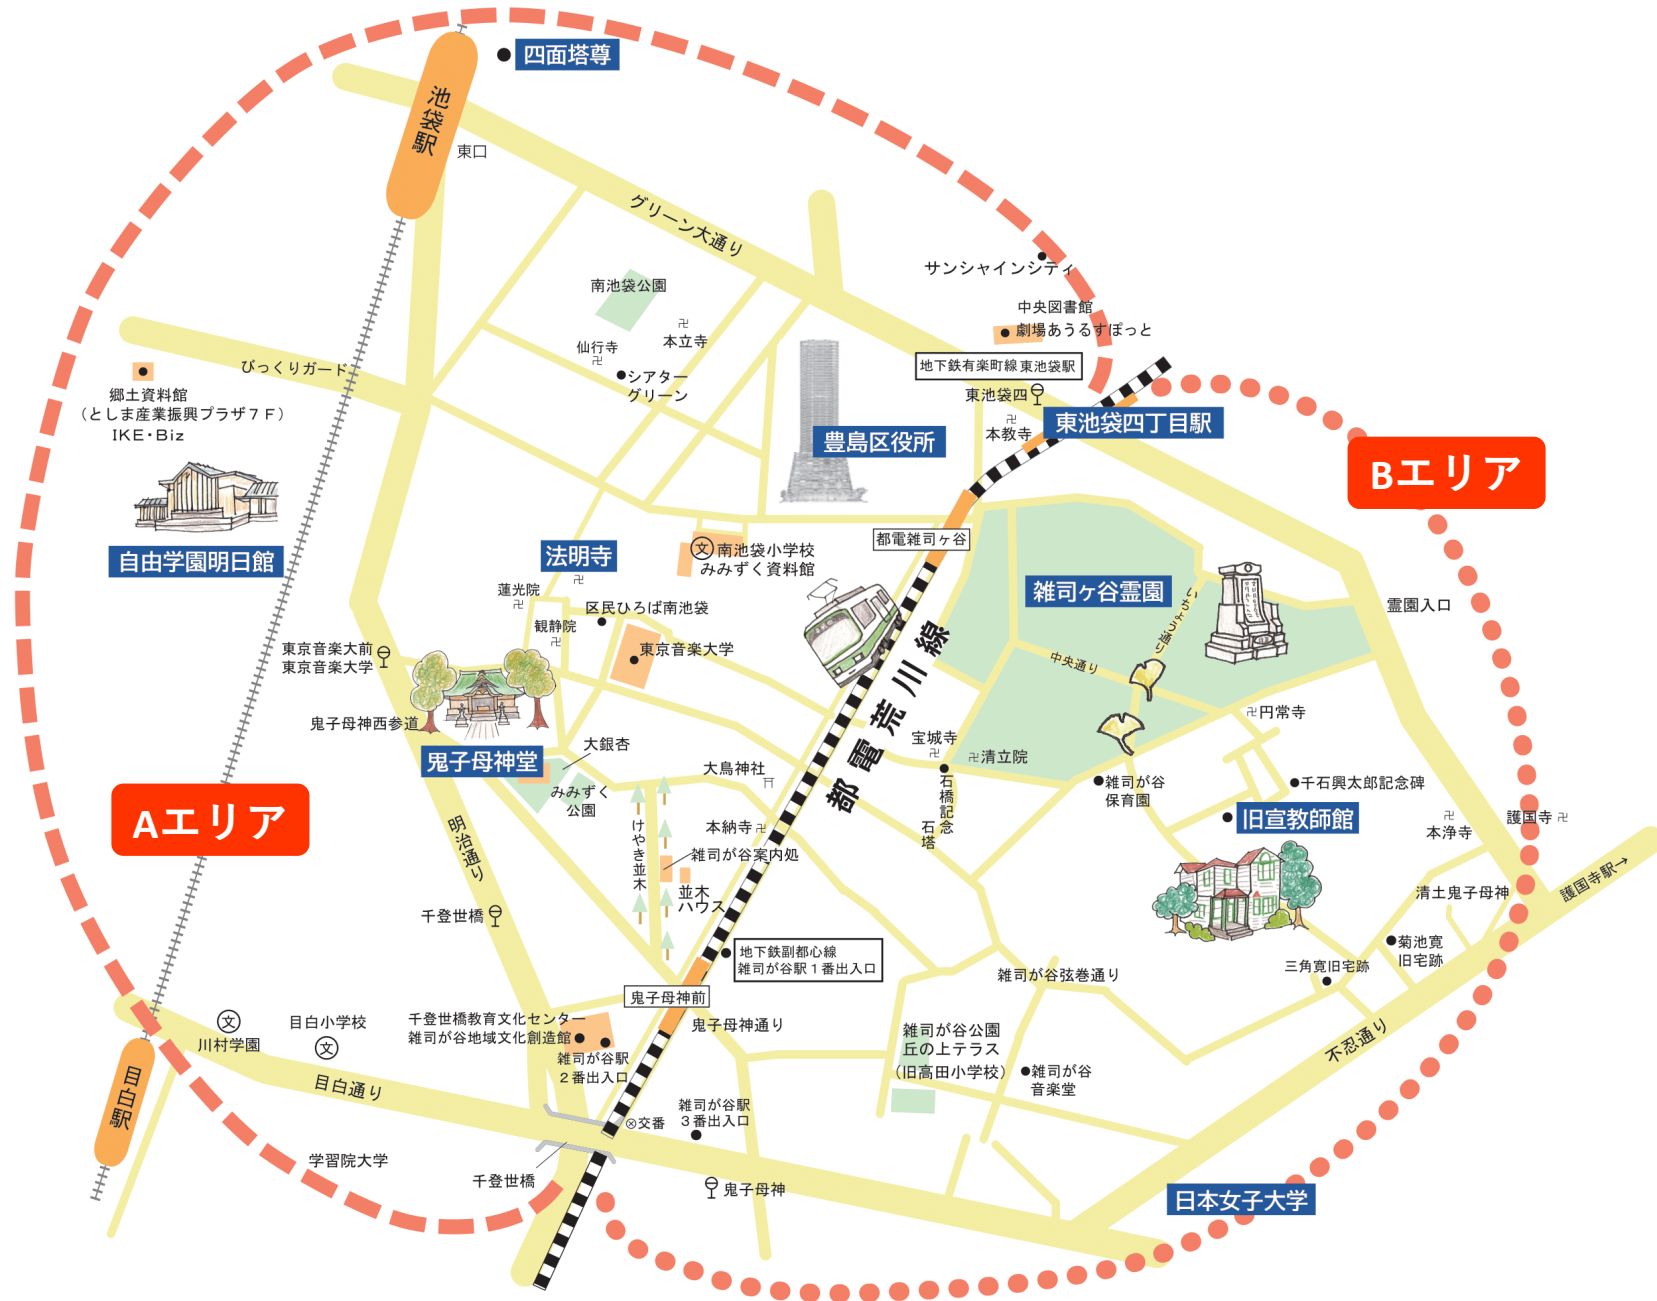 四面塔尊
池袋駅
東口
グリーン大通り
サンシャインシティ
南池袋公園
中央図書館
劇場あうるすぽっと
本立寺
仙行寺
シアター
グリーン
びっくりガード
地下鉄有楽町線 東池袋駅
東池袋四
郷土資料館
（としま産業振興プラザ７Ｆ）
IKE・Biz
東池袋四丁目駅
本教寺
豊島区役所
Bエリア
都電雑司ヶ谷
自由学園明日館
法明寺
南池袋小学校
みみずく資料館
雑司ヶ谷霊園
いちょう通り
霊園入口
蓮光院
区民ひろば南池袋
観静院
東京音楽大前
東京音楽大学
東京音楽大学
都電荒川線
中央通り
鬼子母神西参道
円常寺
宝城寺
清立院
大銀杏
鬼子母神堂
大鳥神社
雑司が谷
保育園
千石興太郎記念碑
みみずく
公園
石橋記念
石塔
Aエリア
明治通り
けやき並木
本納寺
旧宣教師館
本浄寺
護国寺
雑司が谷案内処
並木
ハウス
護国寺駅→
清土鬼子母神
千登世橋
地下鉄副都心線
雑司が谷駅１番出入口
菊池寛
旧宅跡
三角寛旧宅跡
雑司が谷弦巻通り
鬼子母神前
千登世橋教育文化センター
雑司が谷地域文化創造館
鬼子母神通り
雑司が谷公園
丘の上テラス
（旧高田小学校）
文
川村学園
目白小学校
文
文
雑司が谷駅
２番出入口
不忍通り
雑司が谷
音楽堂
目白駅
目白通り
雑司が谷駅
３番出入口
交番
学習院大学
千登世橋
鬼子母神
日本女子大学